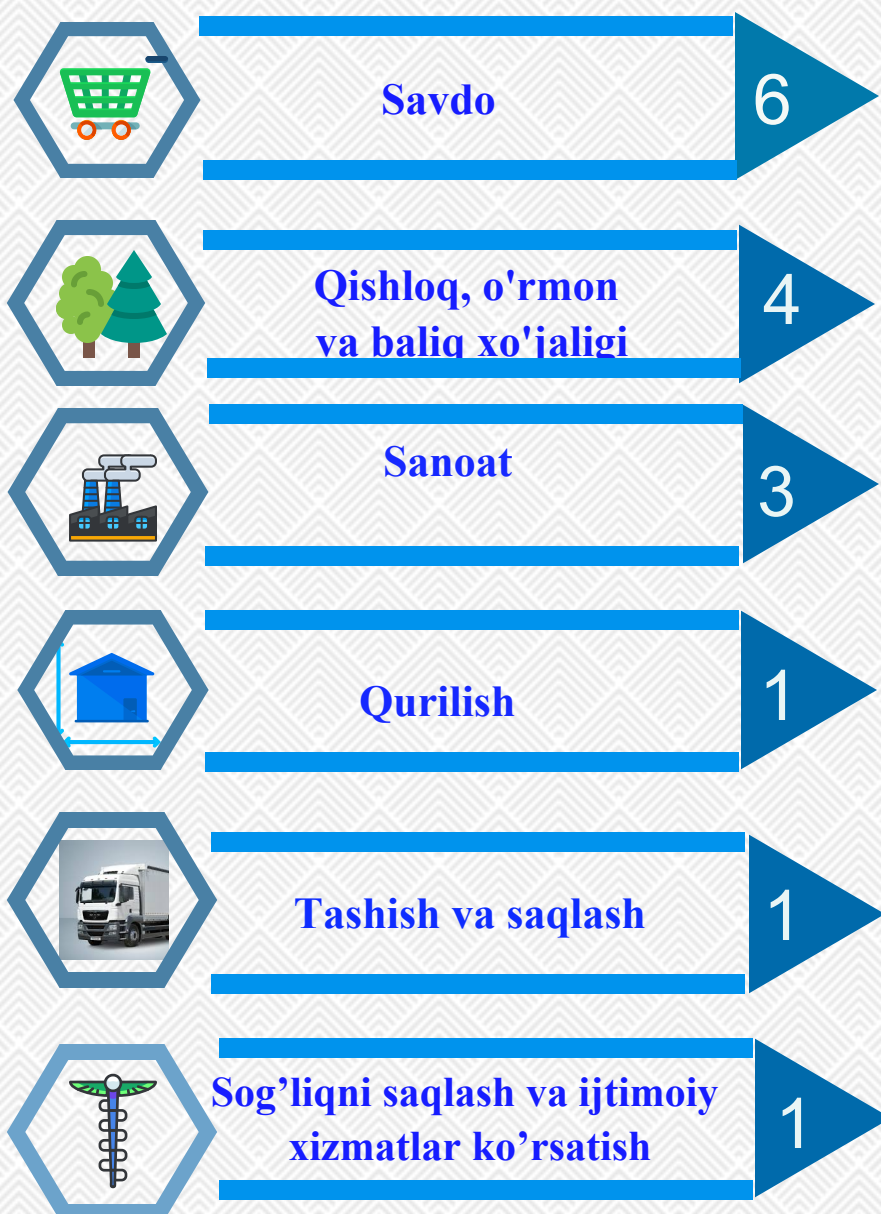 Savdo
6
Qishloq, o'rmon
va baliq xo'jaligi
4
Sanoat
3
Qurilish
1
Tashish va saqlash
1
Sog’liqni saqlash va ijtimoiy
xizmatlar ko’rsatish
1